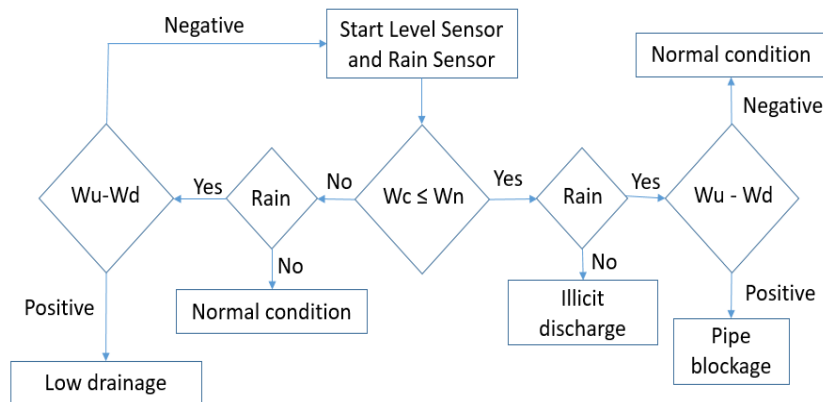 Negative
Start Level Sensor
and Rain Sensor
Normal condition
Negative
Wu-Wd
Yes
Rain
No
Wc ≤ Wn
Yes
Rain
Yes
Wu - Wd
No
No
Positive
Normal condition
Illicit
discharge
Positive
Pipe
blockage
Low drainage